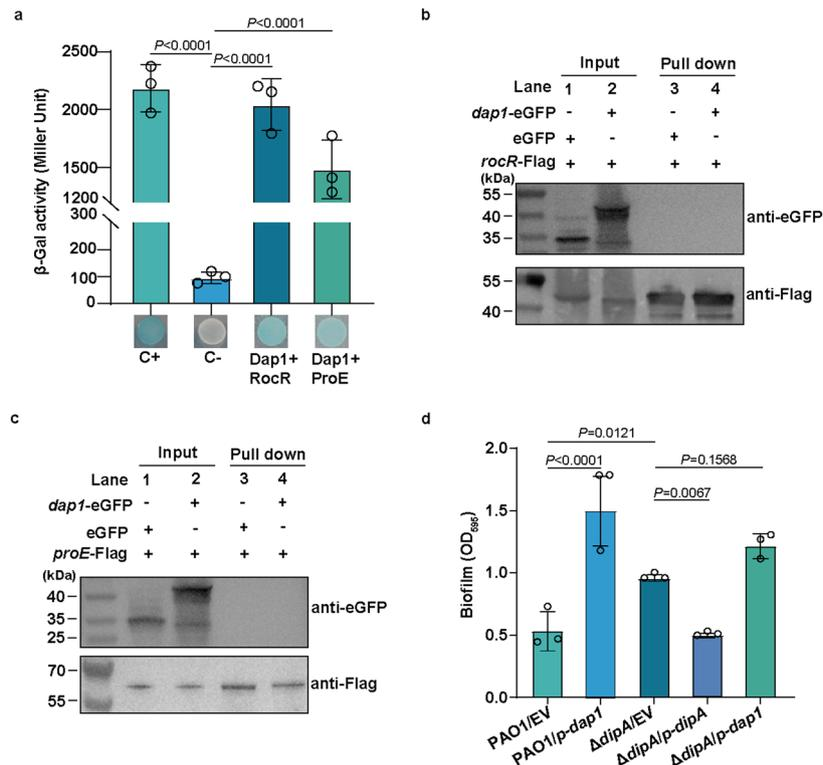 a
P<0.0001
P<0.0001
P<0.0001
β-Gal activity (Miller Unit)
2500
2000
1500
1200
300
200
100
0
C+ C- Dap1+ Dap1+
RocR ProE
b
Input Pull down
Lane 1 2 3 4
dap1-eGFP - + - +
eGFP + - + -
rocR-Flag + + + +
(kDa)
55
40
35
anti-eGFP
55
40
anti-Flag
c
Input Pull down
Lane 1 2 3 4
dap1-eGFP - + - +
eGFP + - + -
proE-Flag + + + +
(kDa)
40
35
25
anti-eGFP
70
55
anti-Flag
d
P=0.0121
P<0.0001 P=0.1568
P=0.0067
Biofilm (OD595)
2.0
1.5
1.0
0.5
0.0
PAO1/EV
PAO1/p-dap1
ΔdipA/EV
ΔdipA/p-dipA
ΔdipA/p-dap1